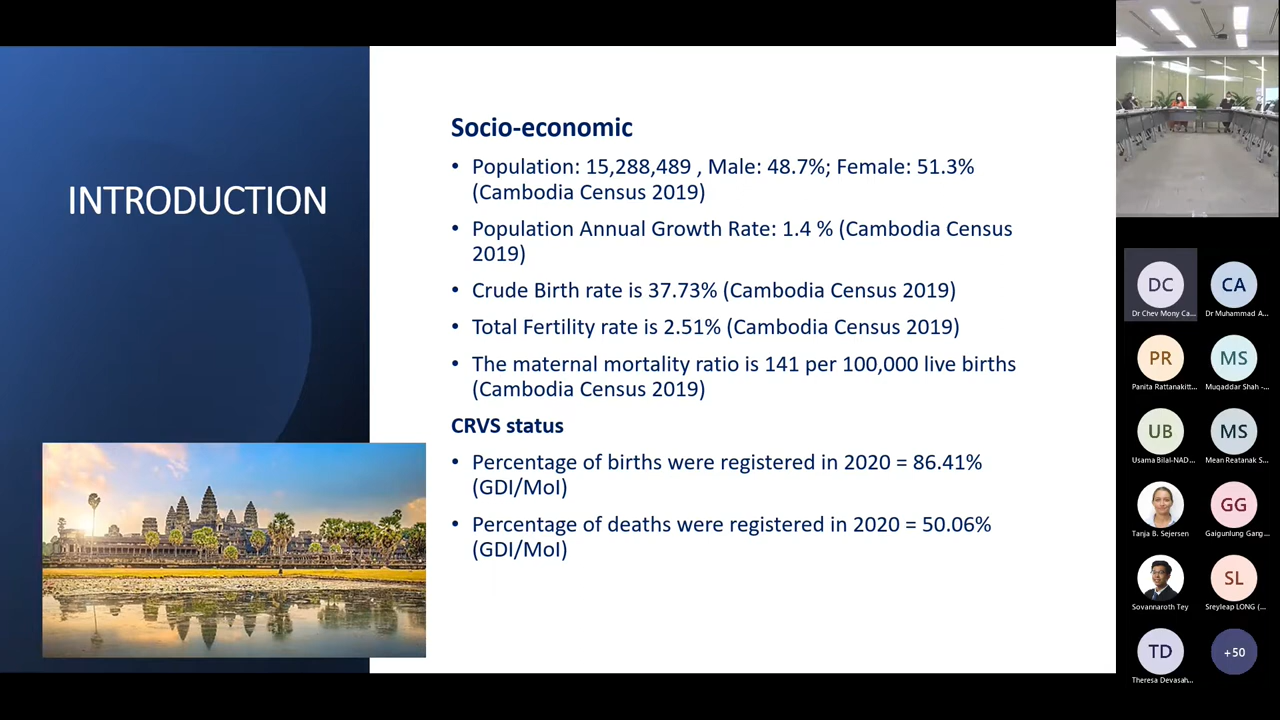 INTRODUCTION
Socio-economic
• Population: 15,288,489 , Male: 48.7%; Female: 51.3%
(Cambodia Census 2019)
• Population Annual Growth Rate: 1.4 % (Cambodia Census
2019)
• Crude Birth rate is 37.73% (Cambodia Census 2019)
• Total Fertility rate is 2.51% (Cambodia Census 2019)
• The maternal mortality ratio is 141 per 100,000 live births
(Cambodia Census 2019)
CRVS status
• Percentage of births were registered in 2020 = 86.41%
(GDI/MoI)
• Percentage of deaths were registered in 2020 = 50.06%
(GDI/MoI)
DC
Dr Chev Mony Ca...
CA
Dr Muhammad A...
PR
Panita Rattanakitt...
MS
Muqaddar Shah -...
UB
Usama Bilal-NAD...
MS
Mean Reatanak S...
Tanja B. Sejersen
GG
Gaigunlung Gang...
Sovannaroth Tey
SL
Sreyleap LONG (...
TD
Theresa Devasah...
+50